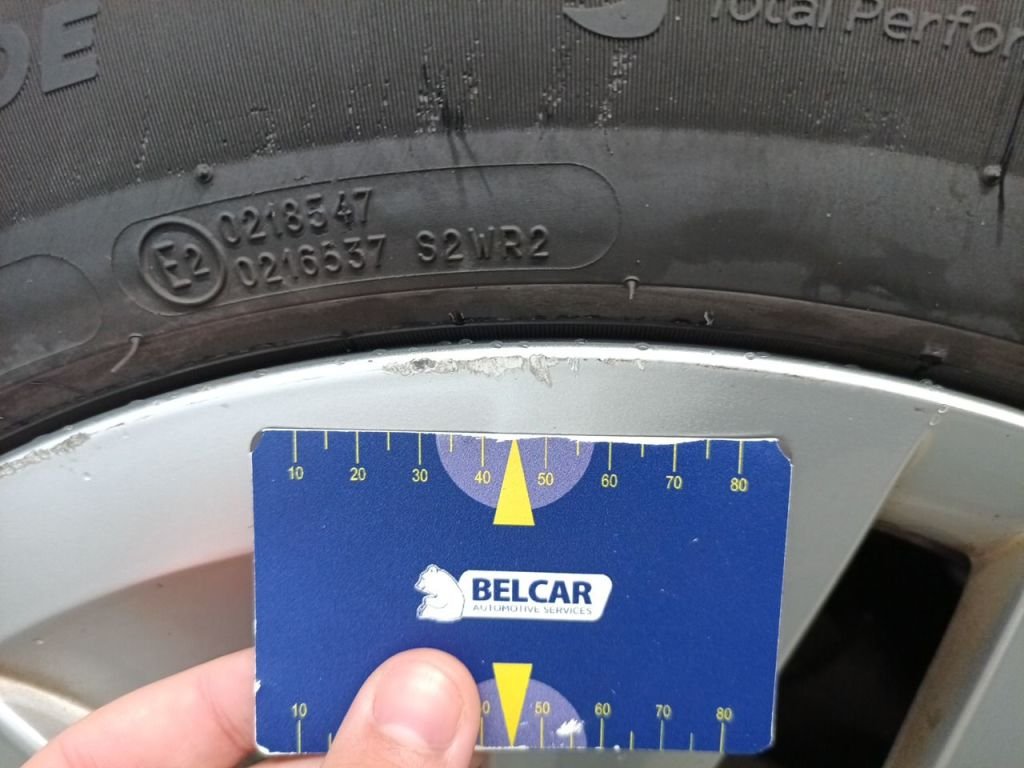 DE
Total Perfor
E2
0218547
0216537 S2WR2
10 20 30 40 50 60 70 80
BELCAR
AUTOMOTIVE SERVICES
10 50 60 70 80